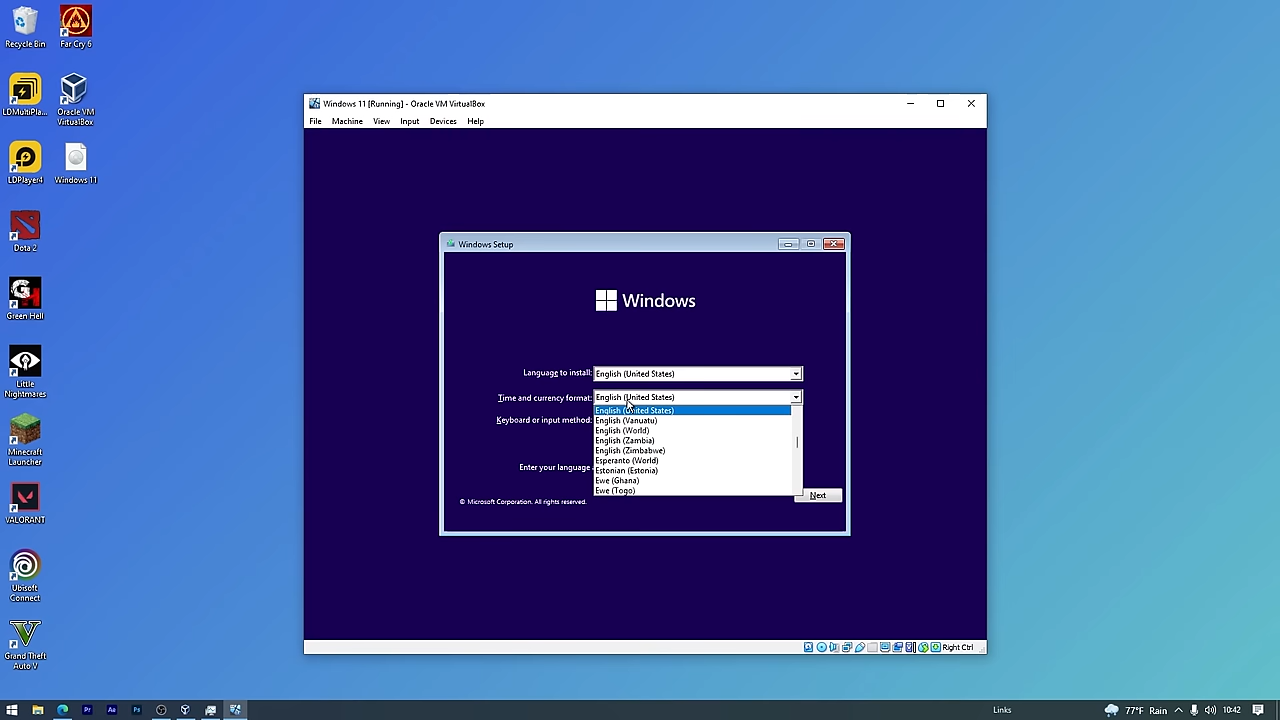 Recycle Bin
Far Cry 6
LDMultiPla...
Oracle VM
VirtualBox
LDPlayer4
Windows 11
Dota 2
Green Hell
Little
Nightmares
Minecraft
Launcher
VALORANT
Ubisoft
Connect
Grand Theft
Auto V
Windows 11 [Running] - Oracle VM VirtualBox
File Machine View Input Devices Help
Windows Setup
Windows
Language to install: English (United States)
Time and currency format: English (United States)
English (United States)
Keyboard or input method: English (Vanuatu)
English (World)
English (Zambia)
English (Zimbabwe)
Esperanto (World)
Enter your language
Estonian (Estonia)
Ewe (Ghana)
Ewe (Togo)
Next
© Microsoft Corporation. All rights reserved.
Right Ctrl
Pr Ae Ps
Links 77°F Rain 10:42